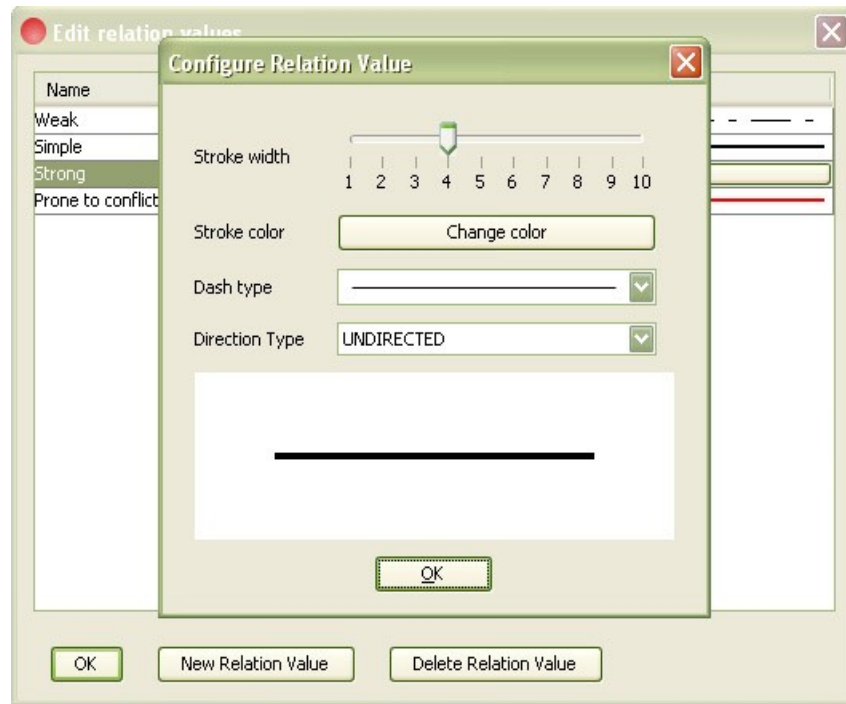 Edit relation values
Configure Relation Value
Name
Weak
Simple
Strong
Prone to conflict
Stroke width
1 2 3 4 5 6 7 8 9 10
Stroke color
Change color
Dash type
Direction Type
UNDIRECTED
OK
OK
New Relation Value
Delete Relation Value